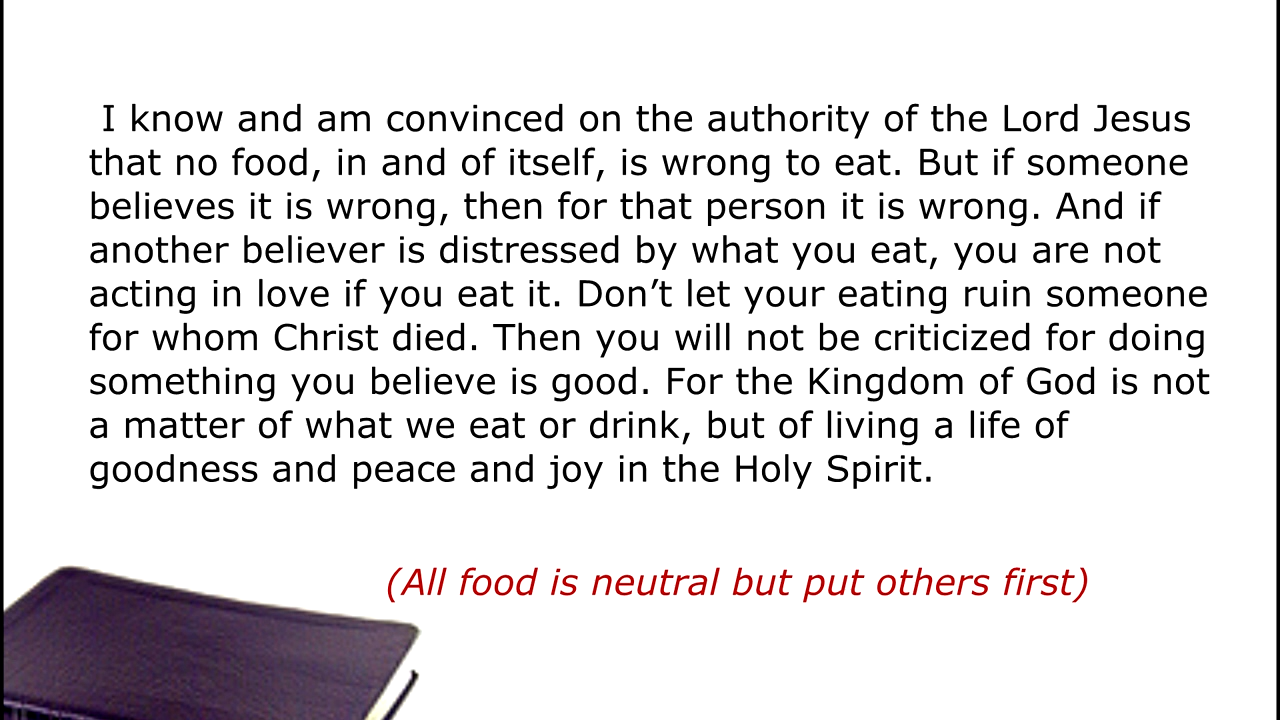 I know and am convinced on the authority of the Lord Jesus
that no food, in and of itself, is wrong to eat. But if someone
believes it is wrong, then for that person it is wrong. And if
another believer is distressed by what you eat, you are not
acting in love if you eat it. Don’t let your eating ruin someone
for whom Christ died. Then you will not be criticized for doing
something you believe is good. For the Kingdom of God is not
a matter of what we eat or drink, but of living a life of
goodness and peace and joy in the Holy Spirit.
(All food is neutral but put others first)